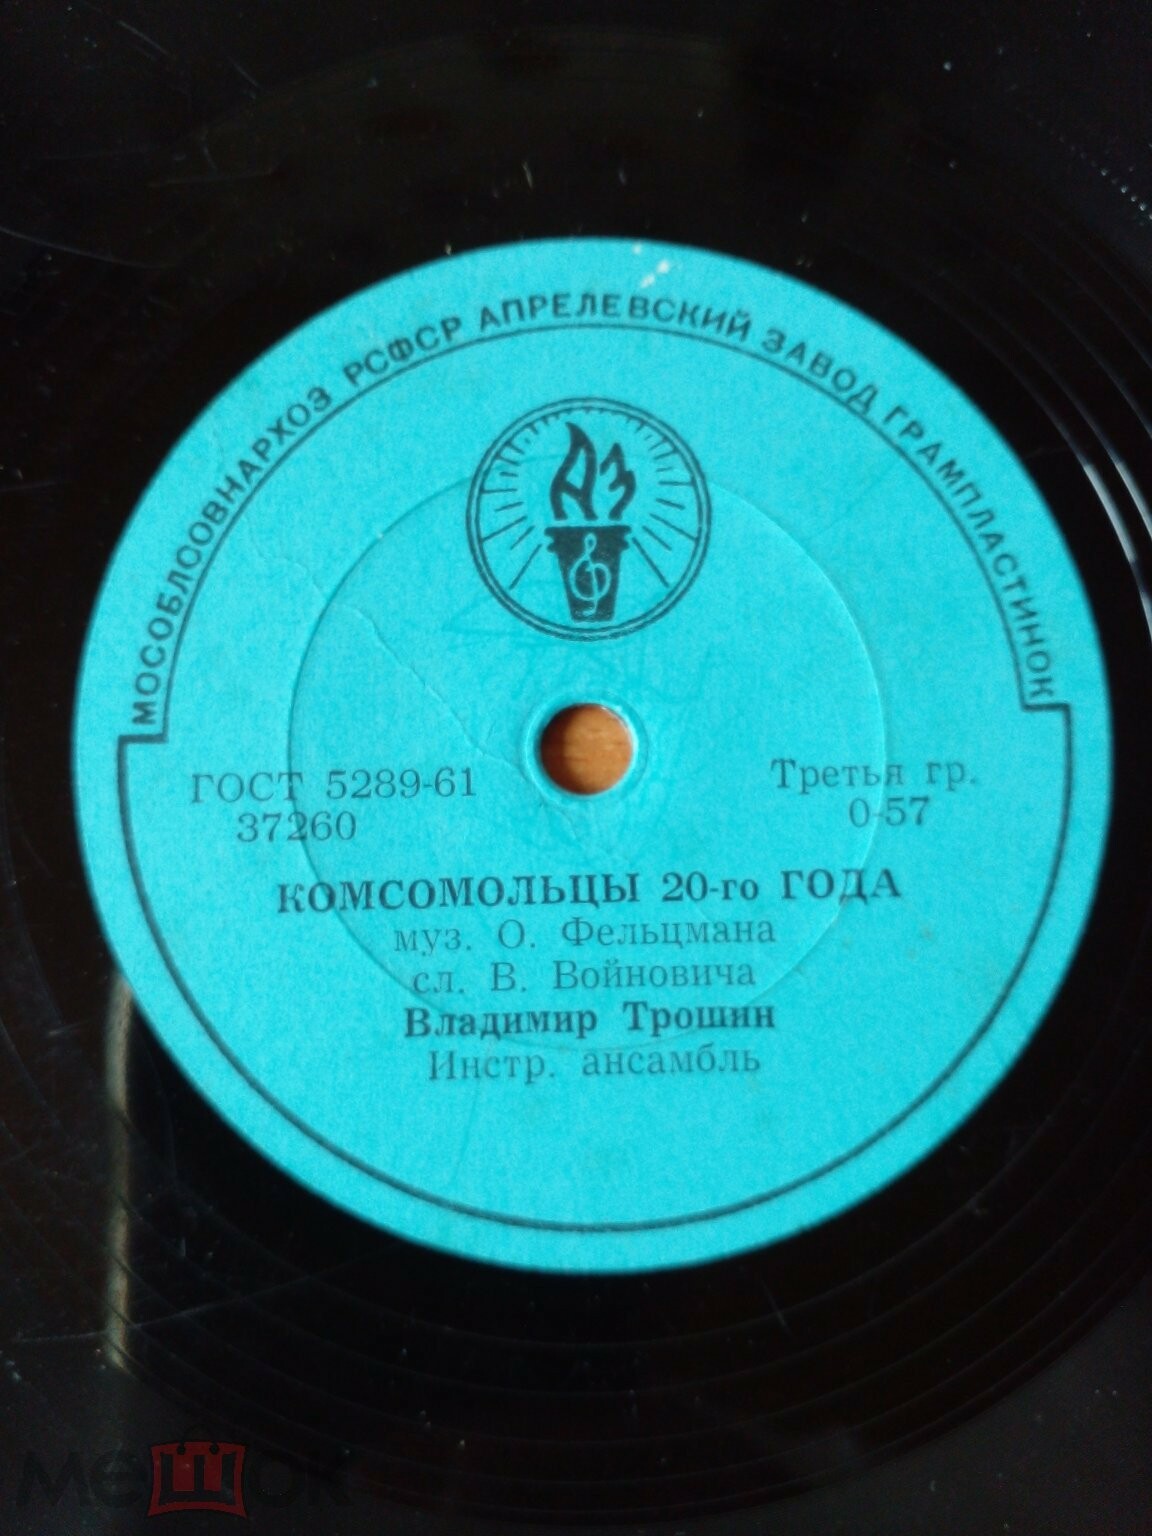 МОСОБЛСОВНАРХОЗ РСФСР АПРЕЛЕВСКИЙ ЗАВОД ГРАМПЛАСТИНОК
АЗ
ГОСТ 5289-61
37260
Третья гр.
0-57
КОМСОМОЛЬЦЫ 20-го ГОДА
муз. О. Фельцмана
сл. В. Войновича
Владимир Трошин
Инстр. ансамбль
мешок